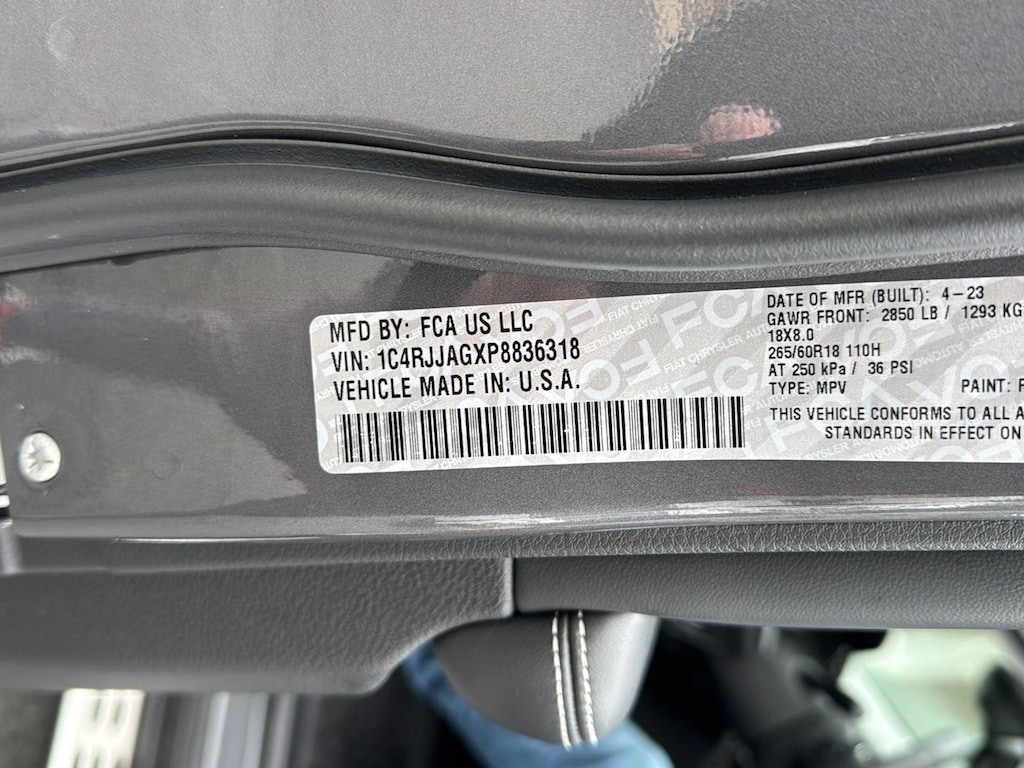 MFD BY: FCA US LLC
VIN: 1C4RJJAGXP8836318
VEHICLE MADE IN: U.S.A.
DATE OF MFR (BUILT): 4-23
GAWR FRONT: 2850 LB / 1293 KG
18X8.0
265/60R18 110H
AT 250 kPa / 36 PSI
TYPE: MPV PAINT:
THIS VEHICLE CONFORMS TO ALL A
STANDARDS IN EFFECT ON